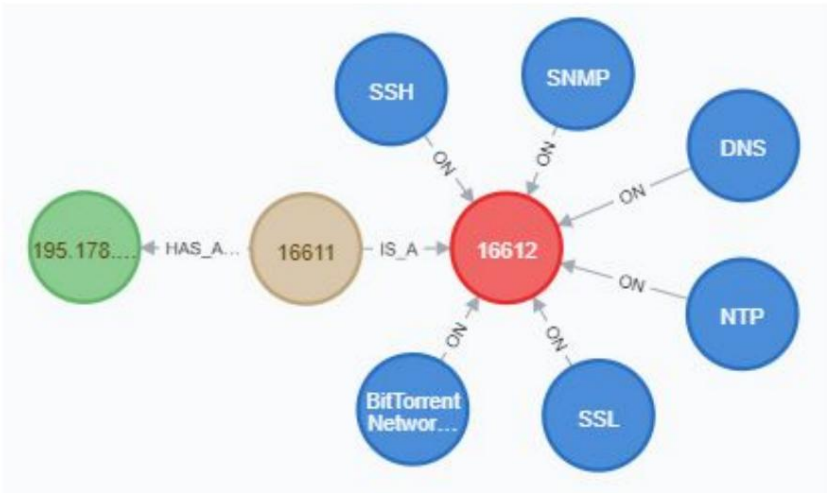 SSH
SNMP
DNS
ON
ON
ON
195.178....
HAS_A...
16611
IS_A
16612
ON
NTP
ON
ON
BitTorrent
Networ...
SSL